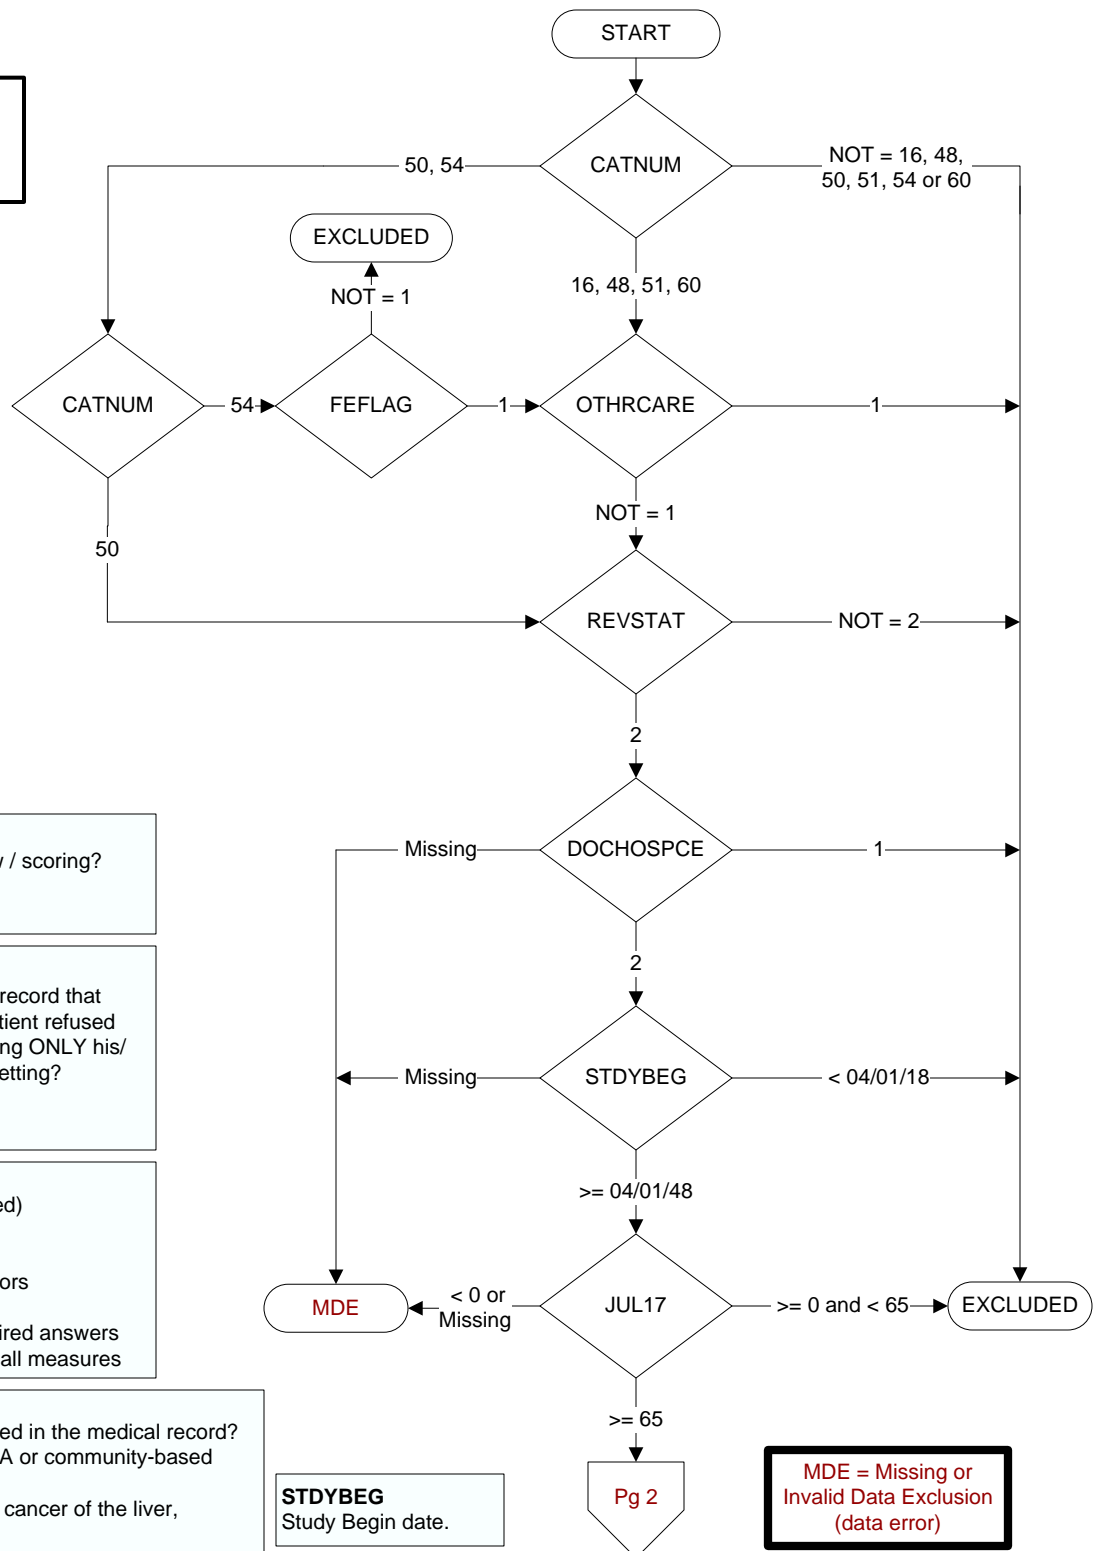 START
CATNUM
50, 54
NOT = 16, 48,
50, 51, 54 or 60
EXCLUDED
NOT = 1
16, 48, 51, 60
CATNUM
54
FEFLAG
1
OTHRCARE
1
NOT = 1
50
REVSTAT
NOT = 2
2
/ scoring?
Missing
DOCHOSPCE
1
2
record that
tient refused
ng ONLY his/
etting?
Missing
STDYBEG
< 04/01/18
>= 04/01/48
ed)
ors
ired answers
all measures
MDE
< 0 or
Missing
JUL17
>= 0 and < 65
EXCLUDED
>= 65
ed in the medical record?
A or community-based
cancer of the liver,
STDYBEG
Study Begin date.
Pg 2
MDE = Missing or
Invalid Data Exclusion
(data error)